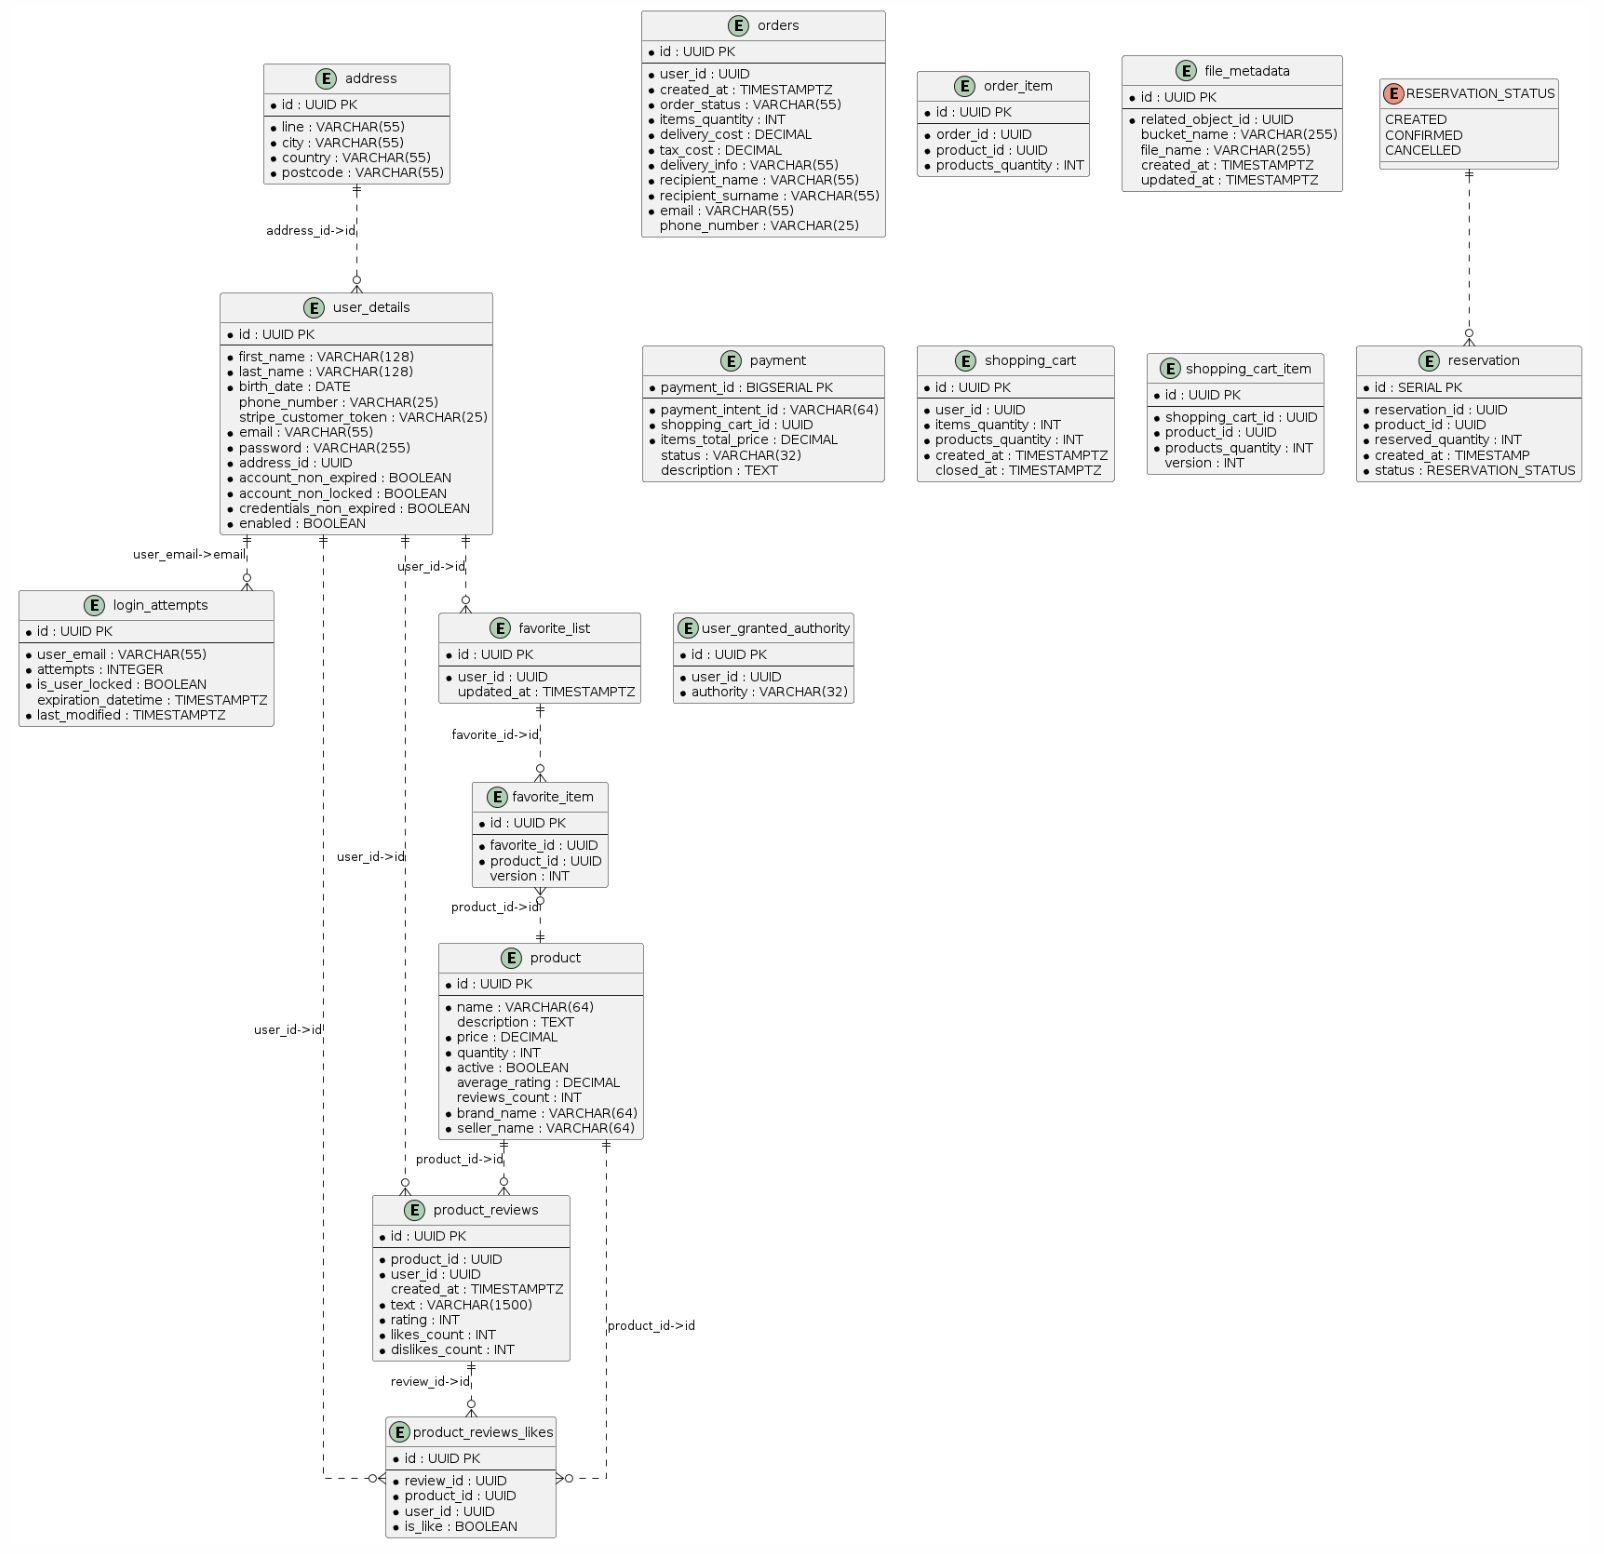 E orders
id : UUID PK
user_id : UUID
created_at : TIMESTAMPTZ
order_status : VARCHAR(55)
items_quantity : INT
delivery_cost : DECIMAL
tax_cost : DECIMAL
delivery_info : VARCHAR(55)
recipient_name : VARCHAR(55)
recipient_surname : VARCHAR(55)
email : VARCHAR(55)
phone_number : VARCHAR(25)
E address
id : UUID PK
line : VARCHAR(55)
city : VARCHAR(55)
country : VARCHAR(55)
postcode : VARCHAR(55)
E order_item
id : UUID PK
order_id : UUID
product_id : UUID
products_quantity : INT
E file_metadata
id : UUID PK
related_object_id : UUID
bucket_name : VARCHAR(255)
file_name : VARCHAR(255)
created_at : TIMESTAMPTZ
updated_at : TIMESTAMPTZ
E RESERVATION_STATUS
CREATED
CONFIRMED
CANCELLED
address_id->id
E user_details
id : UUID PK
first_name : VARCHAR(128)
last_name : VARCHAR(128)
birth_date : DATE
phone_number : VARCHAR(25)
stripe_customer_token : VARCHAR(25)
email : VARCHAR(55)
password : VARCHAR(255)
address_id : UUID
account_non_expired : BOOLEAN
account_non_locked : BOOLEAN
credentials_non_expired : BOOLEAN
enabled : BOOLEAN
E payment
payment_id : BIGSERIAL PK
payment_intent_id : VARCHAR(64)
shopping_cart_id : UUID
items_total_price : DECIMAL
status : VARCHAR(32)
description : TEXT
E shopping_cart
id : UUID PK
user_id : UUID
items_quantity : INT
products_quantity : INT
created_at : TIMESTAMPTZ
closed_at : TIMESTAMPTZ
E shopping_cart_item
id : UUID PK
shopping_cart_id : UUID
product_id : UUID
products_quantity : INT
version : INT
E reservation
id : SERIAL PK
reservation_id : UUID
product_id : UUID
reserved_quantity : INT
created_at : TIMESTAMP
status : RESERVATION_STATUS
user_email->email
user_id->id
E login_attempts
id : UUID PK
user_email : VARCHAR(55)
attempts : INTEGER
is_user_locked : BOOLEAN
expiration_datetime : TIMESTAMPTZ
last_modified : TIMESTAMPTZ
E favorite_list
id : UUID PK
user_id : UUID
updated_at : TIMESTAMPTZ
E user_granted_authority
id : UUID PK
user_id : UUID
authority : VARCHAR(32)
favorite_id->id
E favorite_item
id : UUID PK
favorite_id : UUID
product_id : UUID
version : INT
user_id->id
product_id->id
E product
id : UUID PK
name : VARCHAR(64)
description : TEXT
price : DECIMAL
quantity : INT
active : BOOLEAN
average_rating : DECIMAL
reviews_count : INT
brand_name : VARCHAR(64)
seller_name : VARCHAR(64)
user_id->id
product_id->id
E product_reviews
id : UUID PK
product_id : UUID
user_id : UUID
created_at : TIMESTAMPTZ
text : VARCHAR(1500)
rating : INT
likes_count : INT
dislikes_count : INT
product_id->id
review_id->id
E product_reviews_likes
id : UUID PK
review_id : UUID
product_id : UUID
user_id : UUID
is_like : BOOLEAN